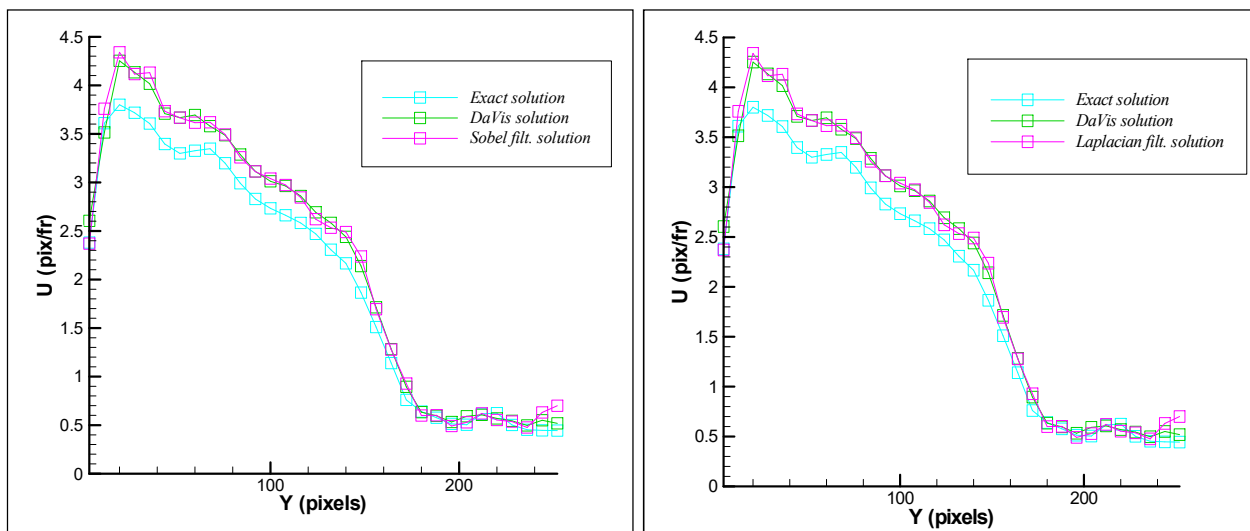 4.5
4
3.5
3
2.5
2
1.5
1
0.5
0
U (pix/fr)
100
200
Y (pixels)
Exact solution
DaVis solution
Sobel filt. solution
4.5
4
3.5
3
2.5
2
1.5
1
0.5
0
U (pix/fr)
100
200
Y (pixels)
Exact solution
DaVis solution
Laplacian filt. solution